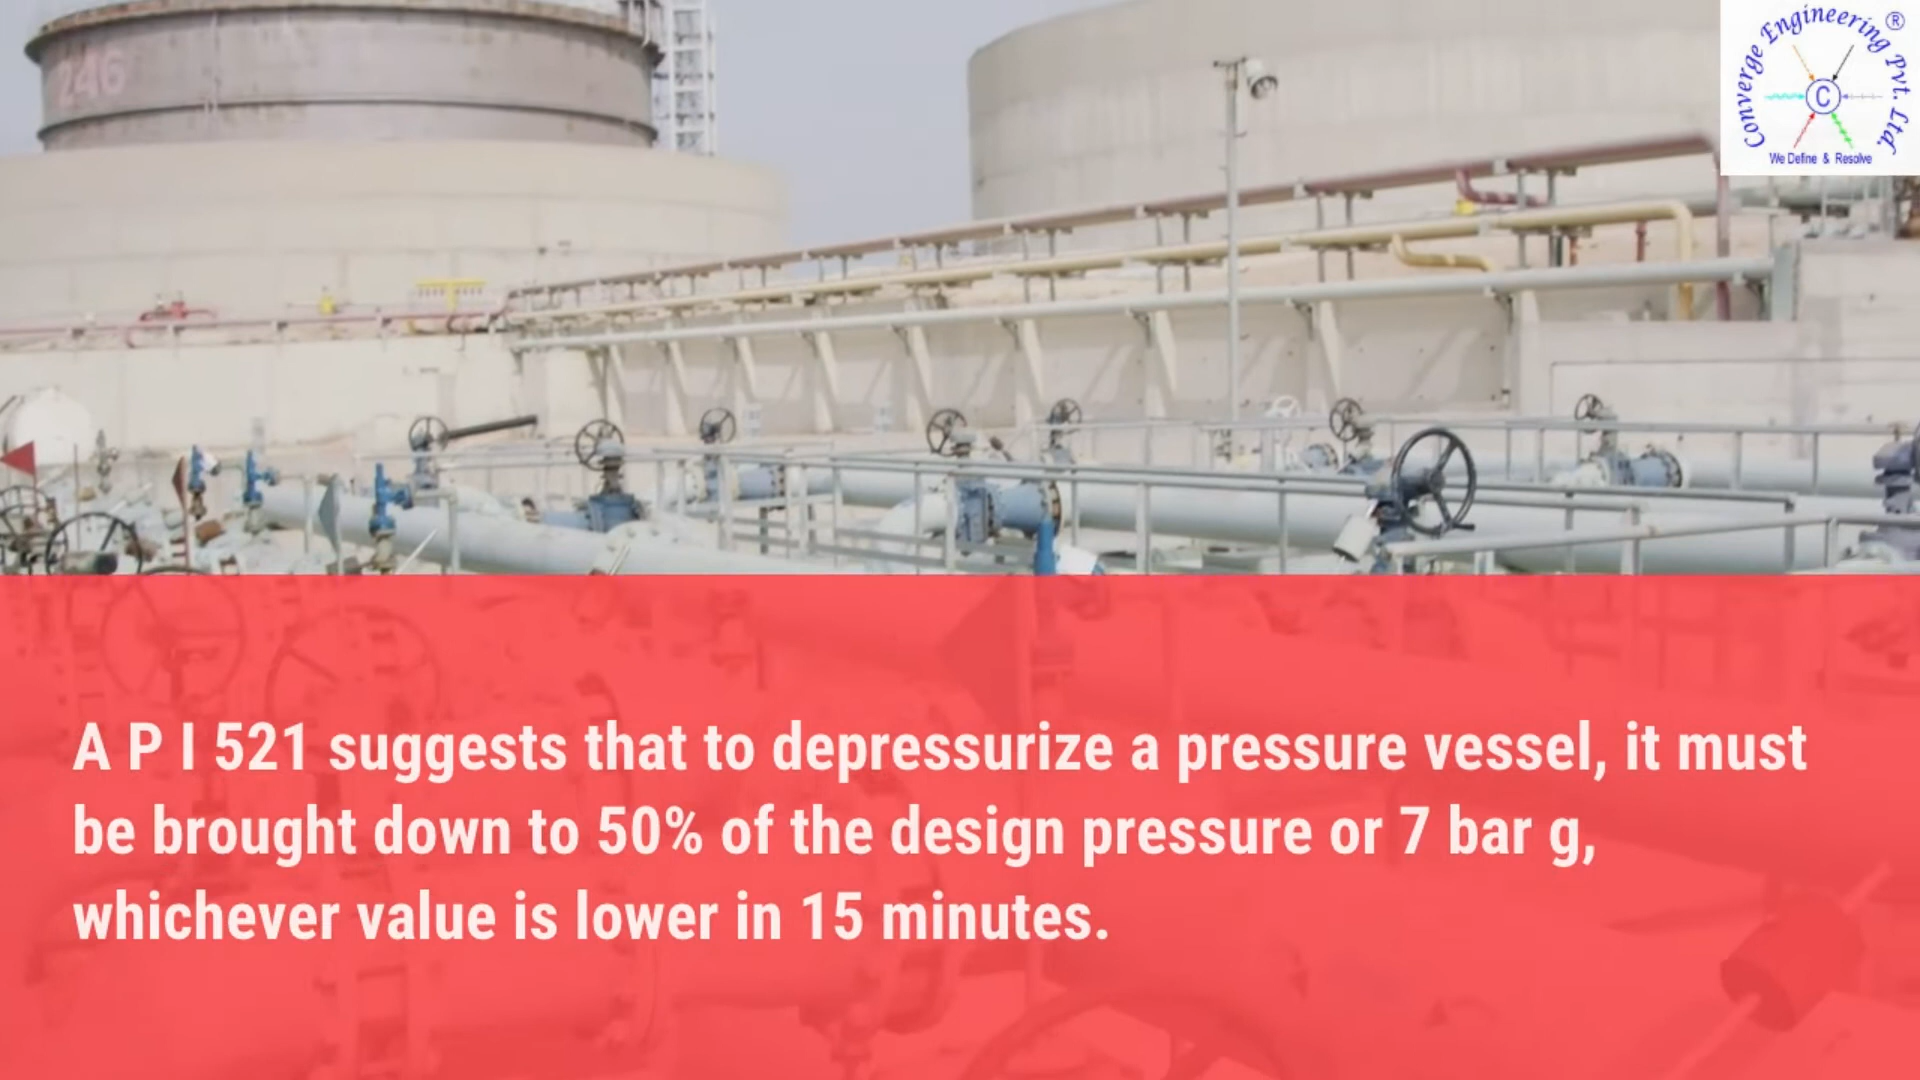 246
Converge Engineering Pvt. Ltd.
®
C
We Define & Resolve
A P I 521 suggests that to depressurize a pressure vessel, it must
be brought down to 50% of the design pressure or 7 bar g,
whichever value is lower in 15 minutes.